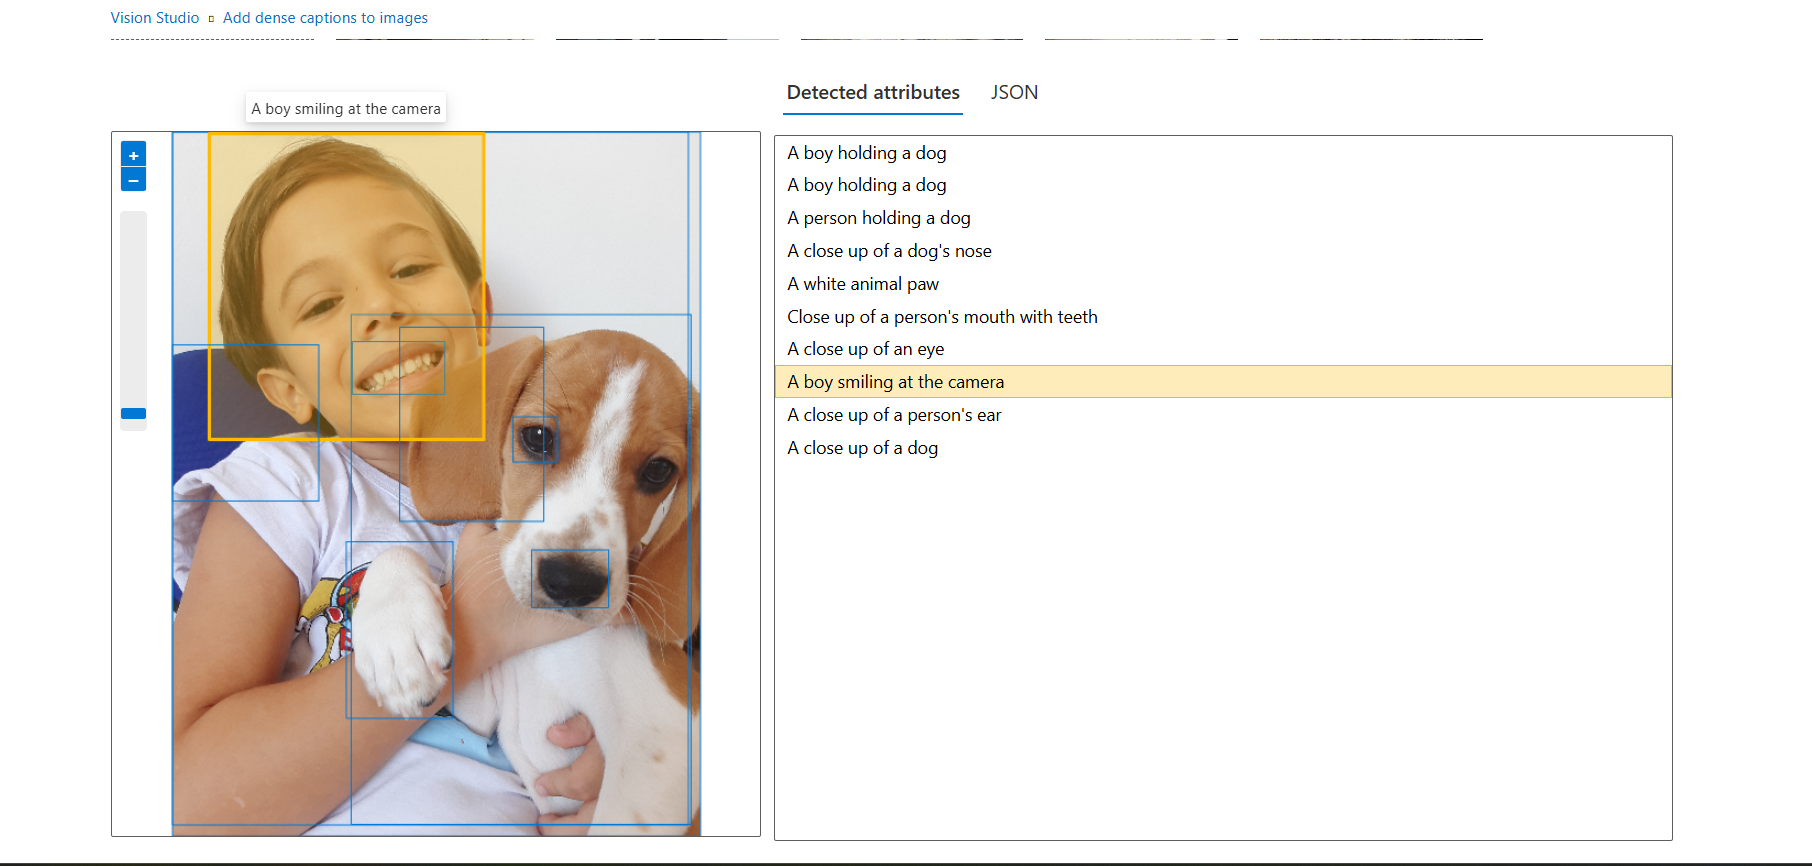 Vision Studio Add dense captions to images
Detected attributes JSON
A boy smiling at the camera
+
−
A boy holding a dog
A boy holding a dog
A person holding a dog
A close up of a dog's nose
A white animal paw
Close up of a person's mouth with teeth
A close up of an eye
A boy smiling at the camera
A close up of a person's ear
A close up of a dog